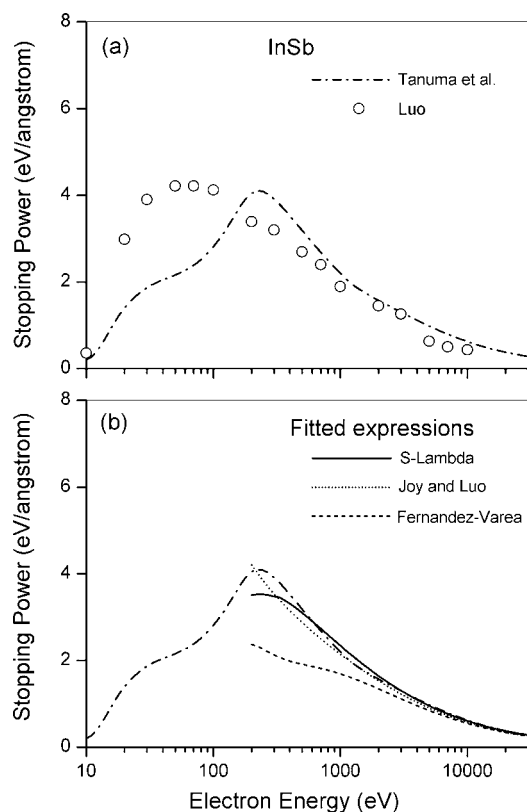 8
(a)
InSb
Tanuma et al.
Luo
6
4
2
0
Stopping Power (eV/angstrom)
8
(b)
Fitted expressions
S-Lambda
Joy and Luo
Fernandez-Varea
6
4
2
0
Stopping Power (eV/angstrom)
10 100 1000 10000
Electron Energy (eV)